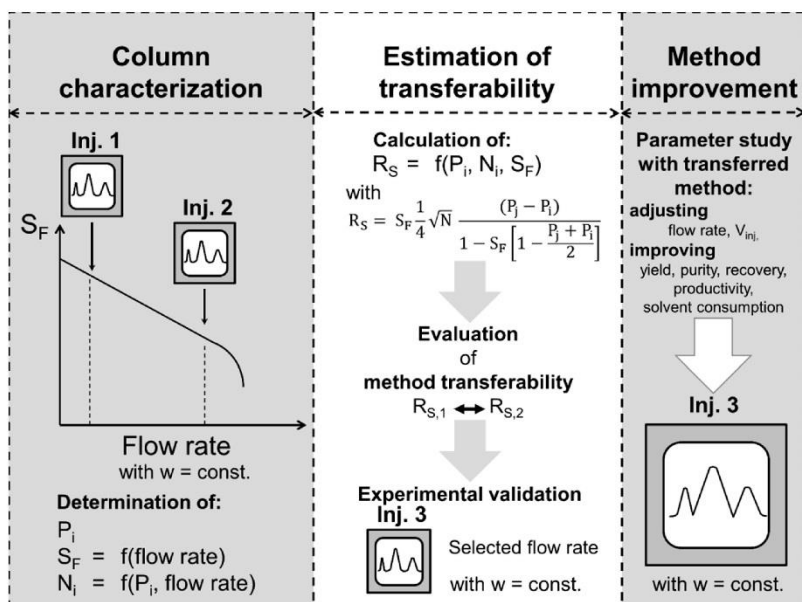 Column
characterization
Inj. 1
Inj. 2
S_F
Flow rate
with w = const.
Determination of:
P_i
S_F = f(flow rate)
N_i = f(P_i, flow rate)
Estimation of
transferability
Calculation of:
R_S = f(P_i, N_i, S_F)
with
R_S = S_F 1/4 √N (P_j − P_i) / (1 − S_F [1 − (P_j + P_i)/2])
Evaluation
of
method transferability
R_S,1 ↔ R_S,2
Experimental validation
Inj. 3
Selected flow rate
with w = const.
Method
improvement
Parameter study
with transferred
method:
adjusting
flow rate, V_inj.
improving
yield, purity, recovery,
productivity,
solvent consumption
Inj. 3
with w = const.